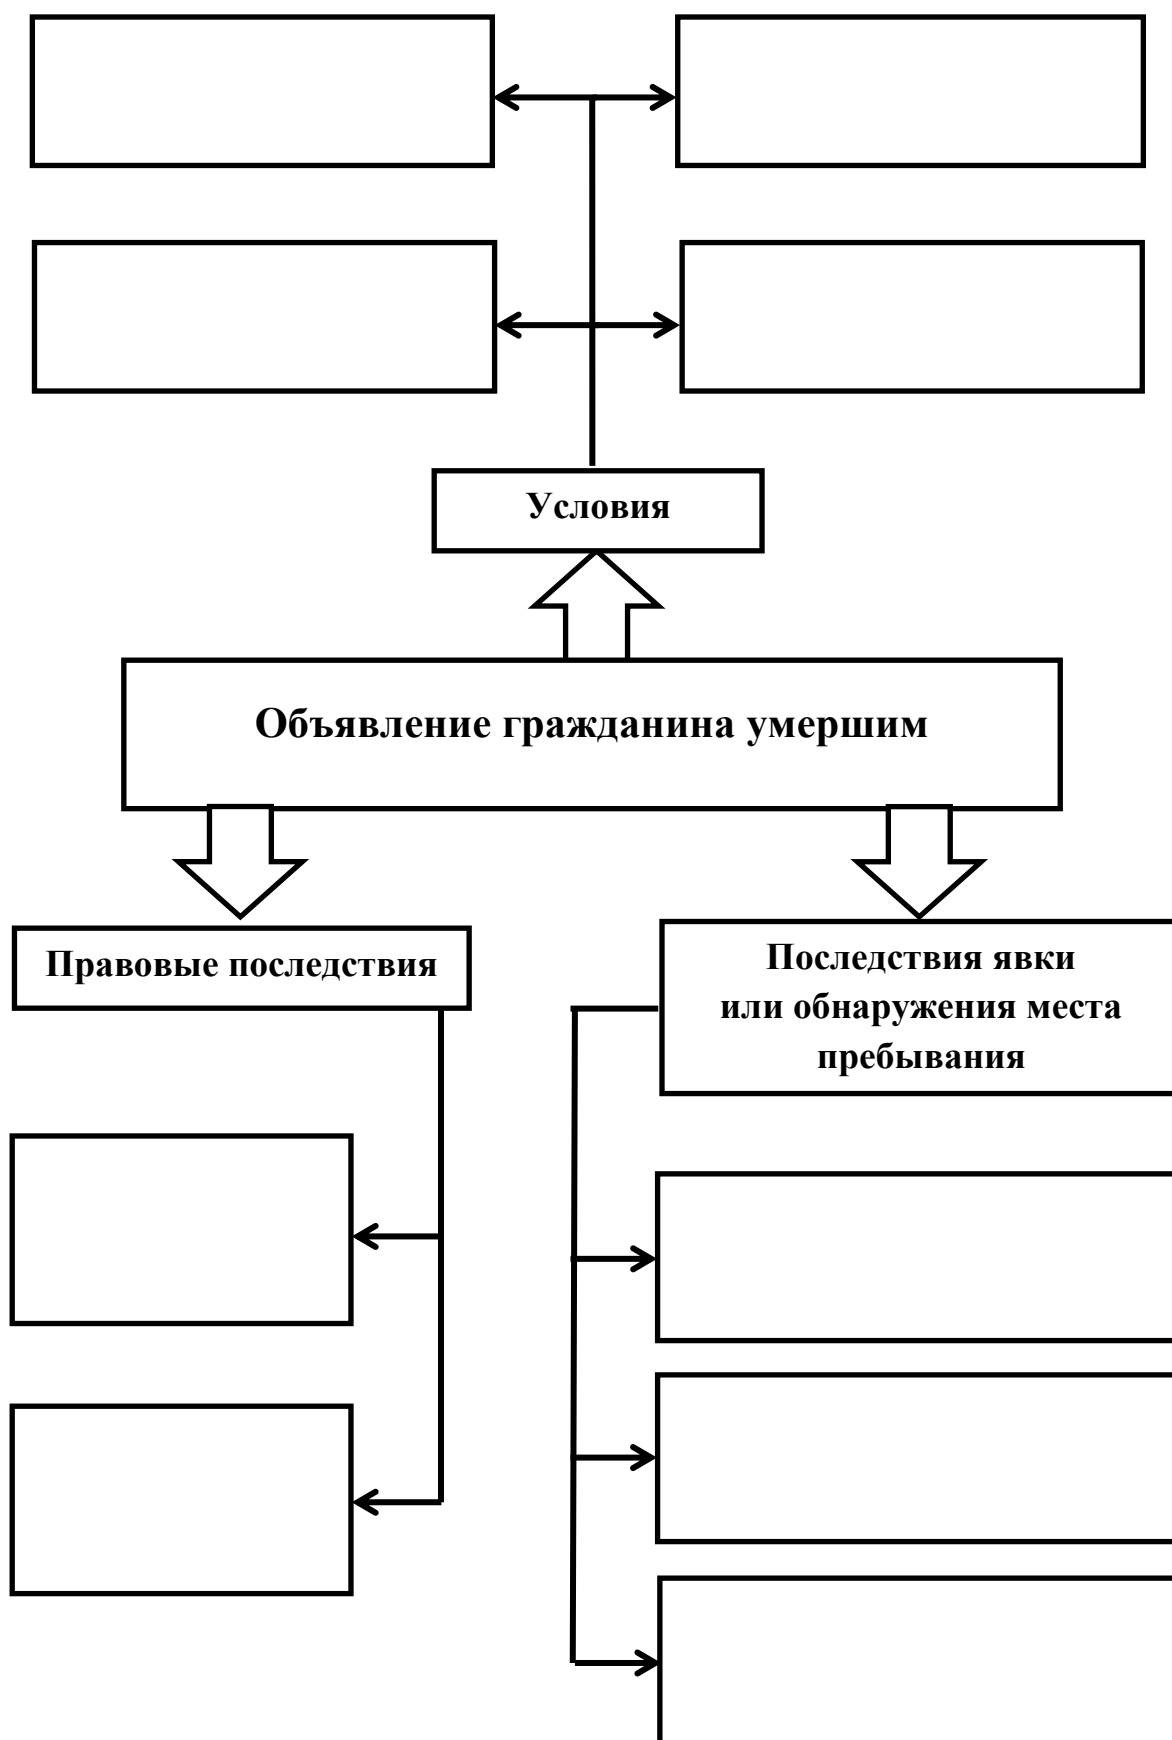 Условия
Объявление гражданина умершим
Правовые последствия
Последствия явки
или обнаружения места
пребывания